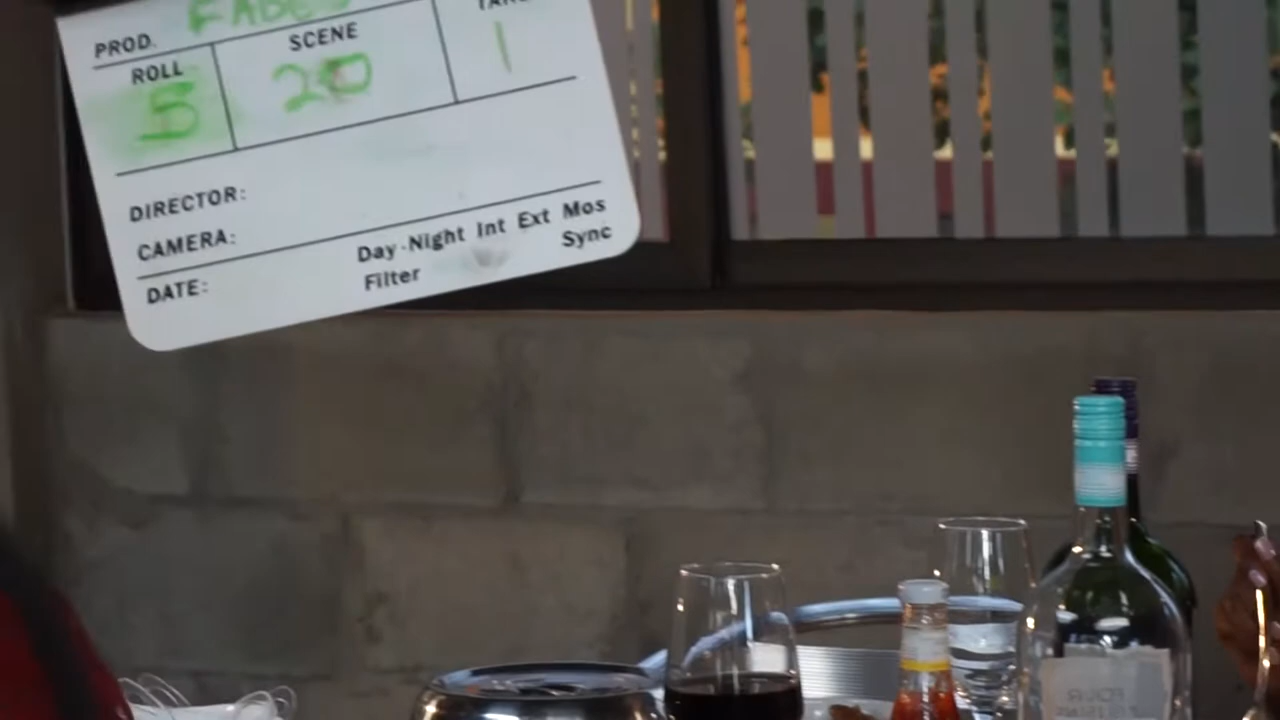 PROD.
ROLL SCENE
5 20 1
DIRECTOR:
CAMERA:
Day-Night Int Ext Mos
DATE: Filter Sync